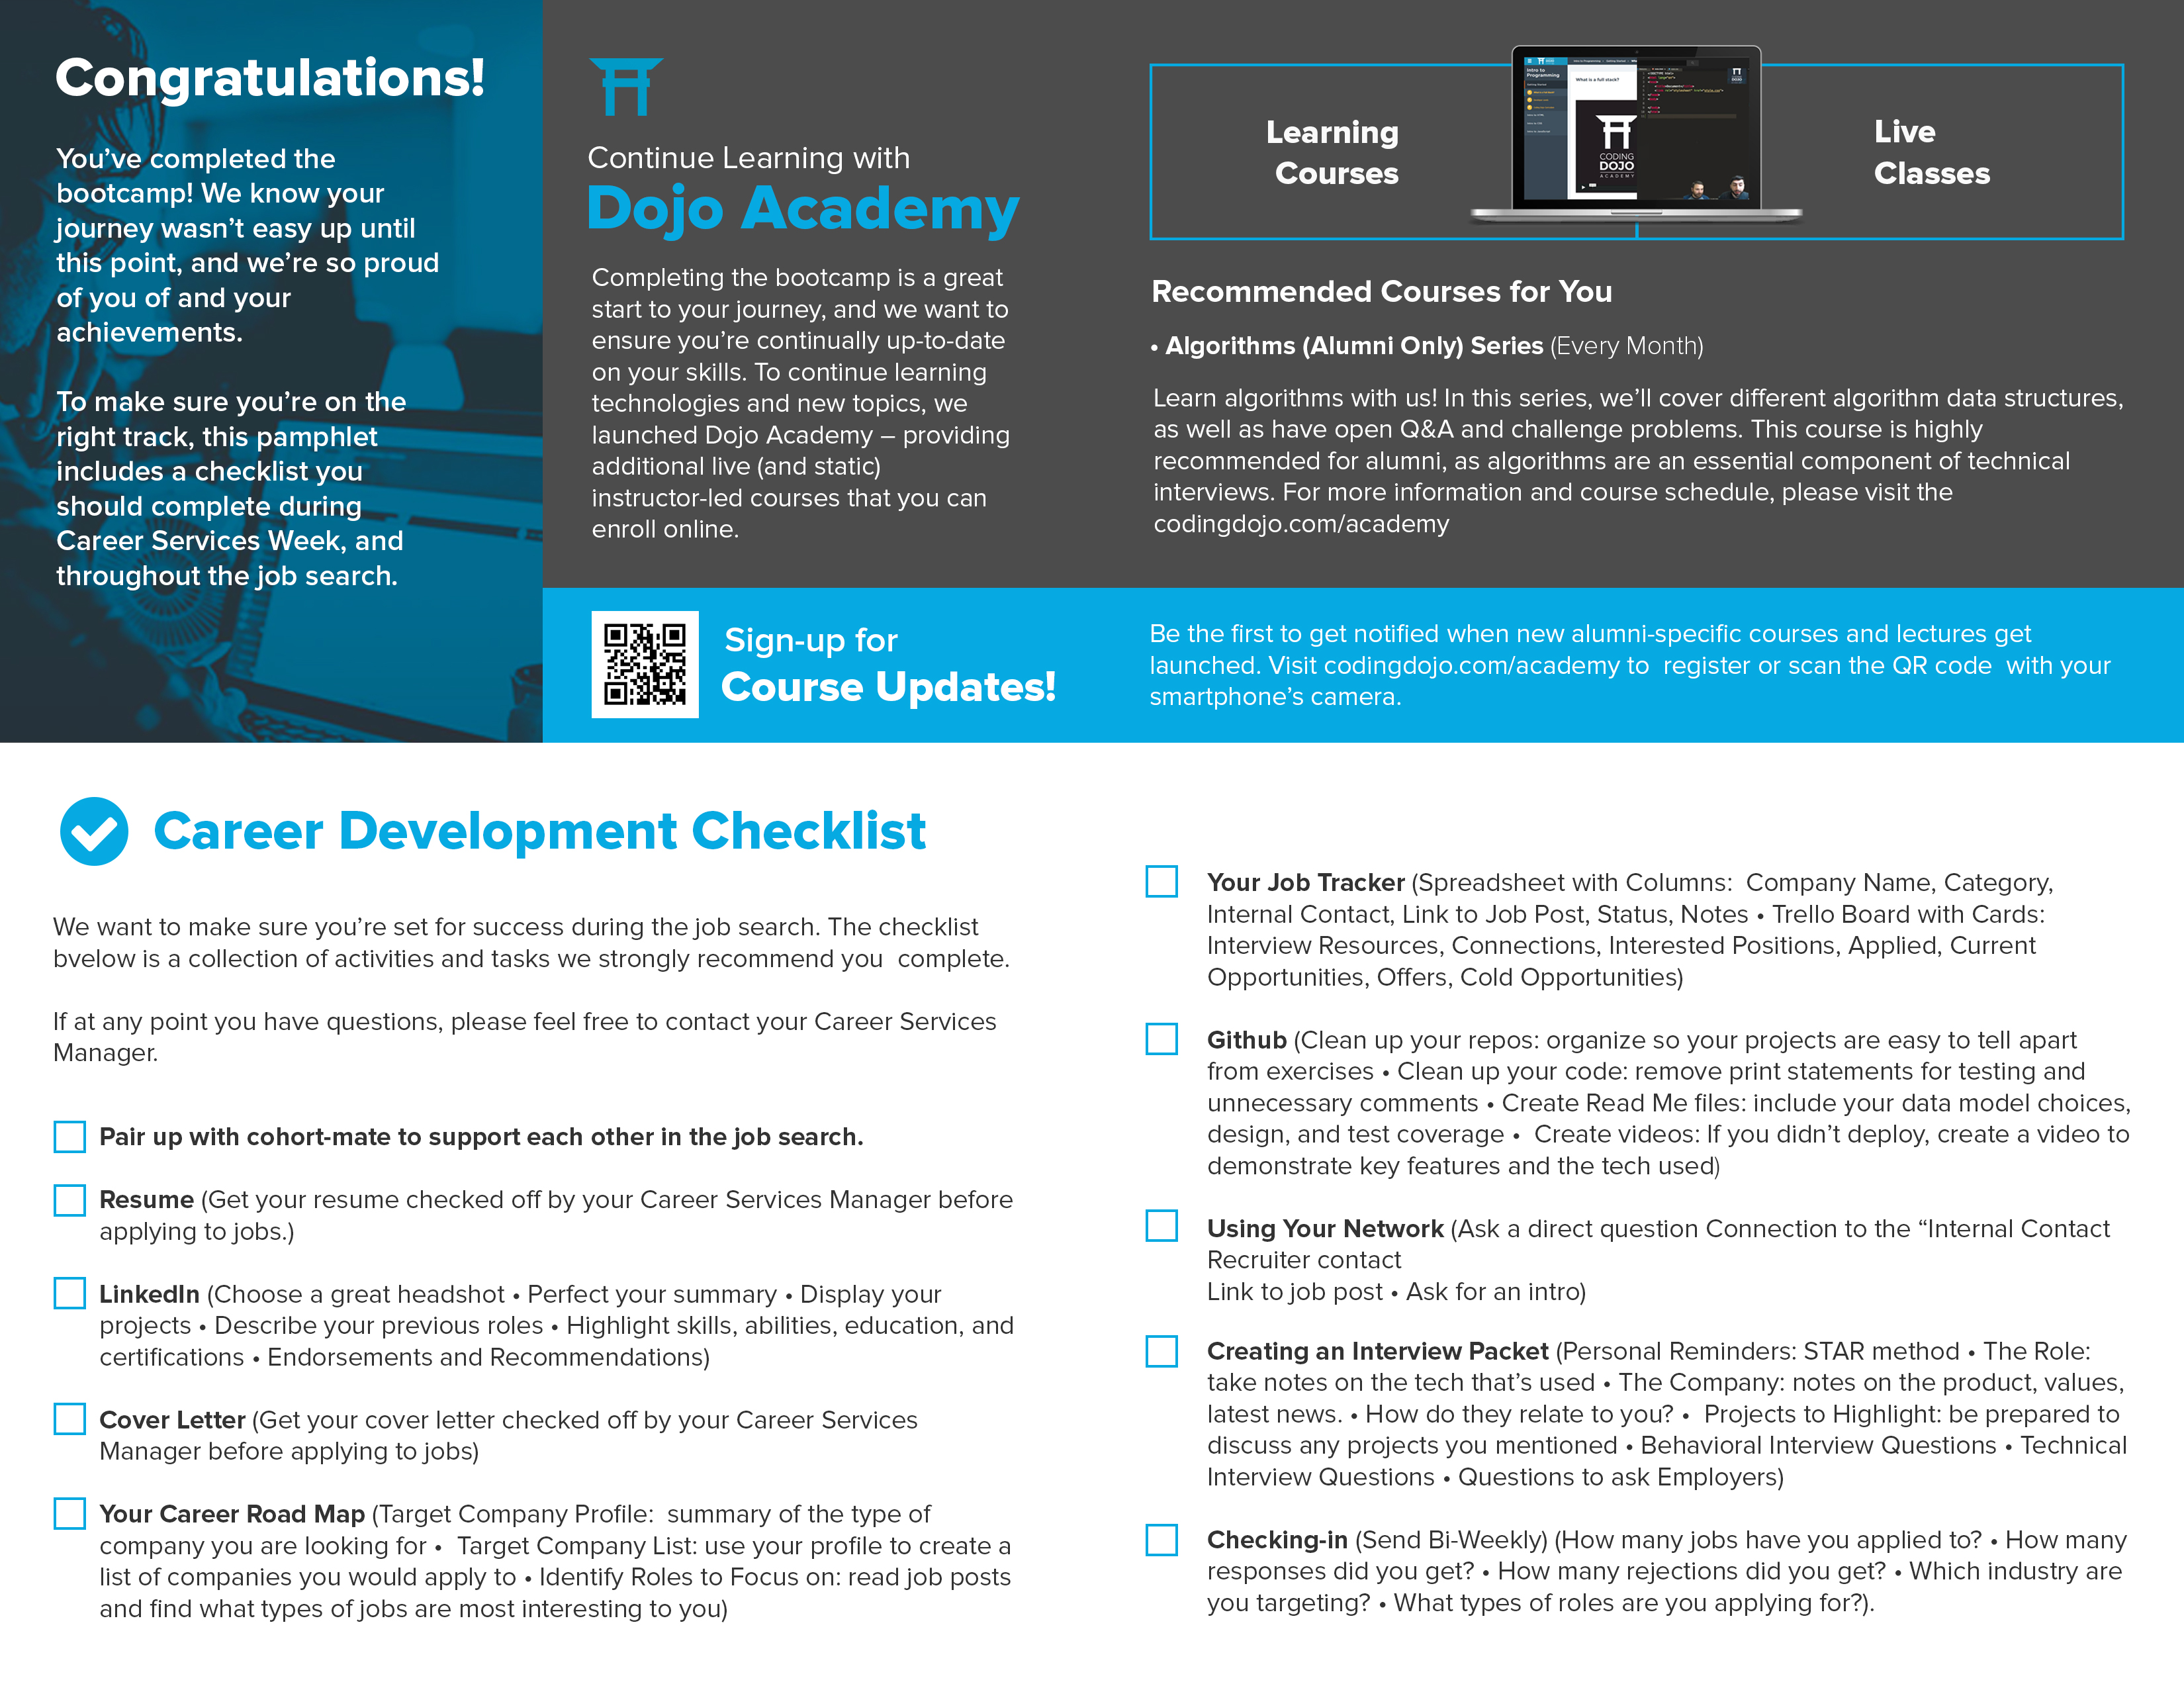 Congratulations!
You’ve completed the
bootcamp! We know your
journey wasn’t easy up until
this point, and we’re so proud
of you of and your
achievements.
To make sure you’re on the
right track, this pamphlet
includes a checklist you
should complete during
Career Services Week, and
throughout the job search.
Continue Learning with
Dojo Academy
Completing the bootcamp is a great
start to your journey, and we want to
ensure you’re continually up-to-date
on your skills. To continue learning
technologies and new topics, we
launched Dojo Academy – providing
additional live (and static)
instructor-led courses that you can
enroll online.
Learning
Courses
Intro to
Programming
What is a full stack?
CODING
DOJO
ACADEMY
Live
Classes
Recommended Courses for You
• Algorithms (Alumni Only) Series (Every Month)
Learn algorithms with us! In this series, we’ll cover different algorithm data structures,
as well as have open Q&A and challenge problems. This course is highly
recommended for alumni, as algorithms are an essential component of technical
interviews. For more information and course schedule, please visit the
codingdojo.com/academy
Sign-up for
Course Updates!
Be the first to get notified when new alumni-specific courses and lectures get
launched. Visit codingdojo.com/academy to  register or scan the QR code  with your
smartphone’s camera.
Career Development Checklist
We want to make sure you’re set for success during the job search. The checklist
bvelow is a collection of activities and tasks we strongly recommend you  complete.
If at any point you have questions, please feel free to contact your Career Services
Manager.
Pair up with cohort-mate to support each other in the job search.
Resume (Get your resume checked off by your Career Services Manager before
applying to jobs.)
LinkedIn (Choose a great headshot • Perfect your summary • Display your
projects • Describe your previous roles • Highlight skills, abilities, education, and
certifications • Endorsements and Recommendations)
Cover Letter (Get your cover letter checked off by your Career Services
Manager before applying to jobs)
Your Career Road Map (Target Company Profile:  summary of the type of
company you are looking for •  Target Company List: use your profile to create a
list of companies you would apply to • Identify Roles to Focus on: read job posts
and find what types of jobs are most interesting to you)
Your Job Tracker (Spreadsheet with Columns:  Company Name, Category,
Internal Contact, Link to Job Post, Status, Notes • Trello Board with Cards:
Interview Resources, Connections, Interested Positions, Applied, Current
Opportunities, Offers, Cold Opportunities)
Github (Clean up your repos: organize so your projects are easy to tell apart
from exercises • Clean up your code: remove print statements for testing and
unnecessary comments • Create Read Me files: include your data model choices,
design, and test coverage •  Create videos: If you didn’t deploy, create a video to
demonstrate key features and the tech used)
Using Your Network (Ask a direct question Connection to the “Internal Contact
Recruiter contact
Link to job post • Ask for an intro)
Creating an Interview Packet (Personal Reminders: STAR method • The Role:
take notes on the tech that’s used • The Company: notes on the product, values,
latest news. • How do they relate to you? •  Projects to Highlight: be prepared to
discuss any projects you mentioned • Behavioral Interview Questions • Technical
Interview Questions • Questions to ask Employers)
Checking-in (Send Bi-Weekly) (How many jobs have you applied to? • How many
responses did you get? • How many rejections did you get? • Which industry are
you targeting? • What types of roles are you applying for?).